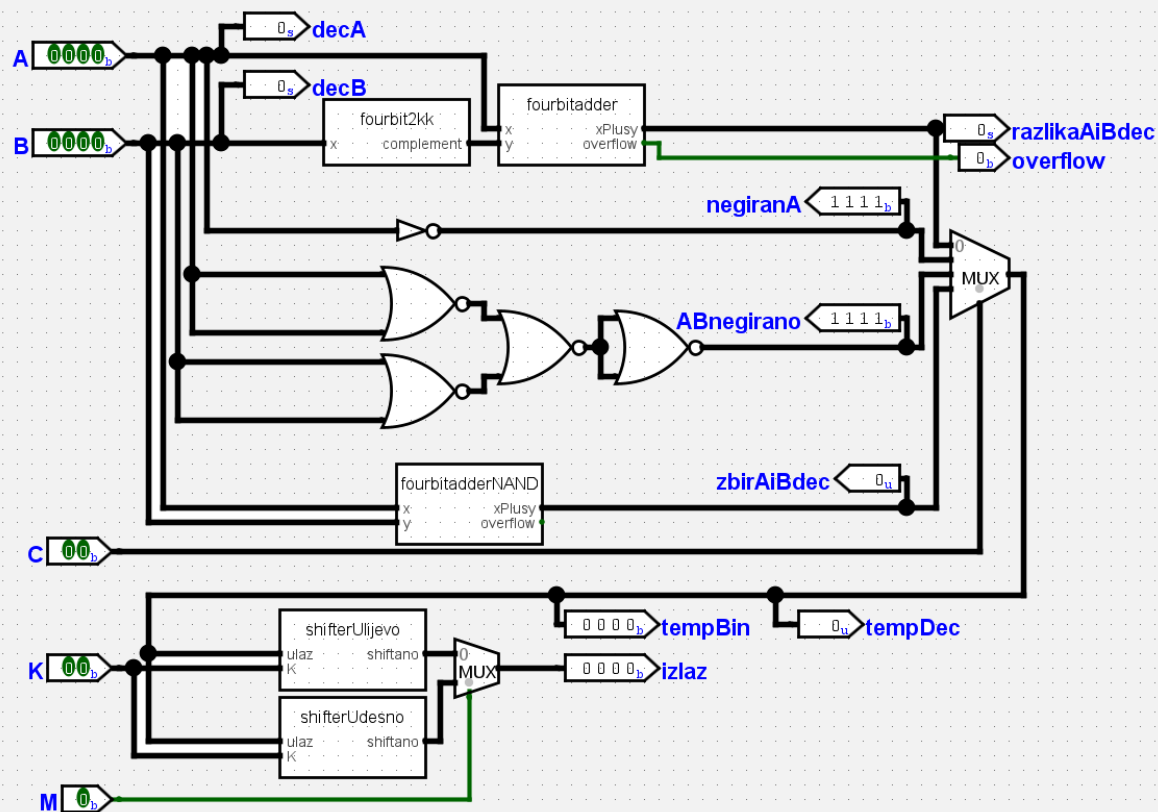 0s decA
A 0000b
0s decB
fourbit2kk
x complement
fourbitadder
x xPlusy
y overflow
B 0000b
0s razlikaAiBdec
0b overflow
negiranA 1111b
0
MUX
ABnegirano 1111b
zbirAiBdec 0u
fourbitadderNAND
x xPlusy
y overflow
C 00b
0000b tempBin
0u tempDec
shifterUlijevo
ulaz shiftano
K
K 00b
0
MUX
0000b izlaz
shifterUdesno
ulaz shiftano
K
M 0b